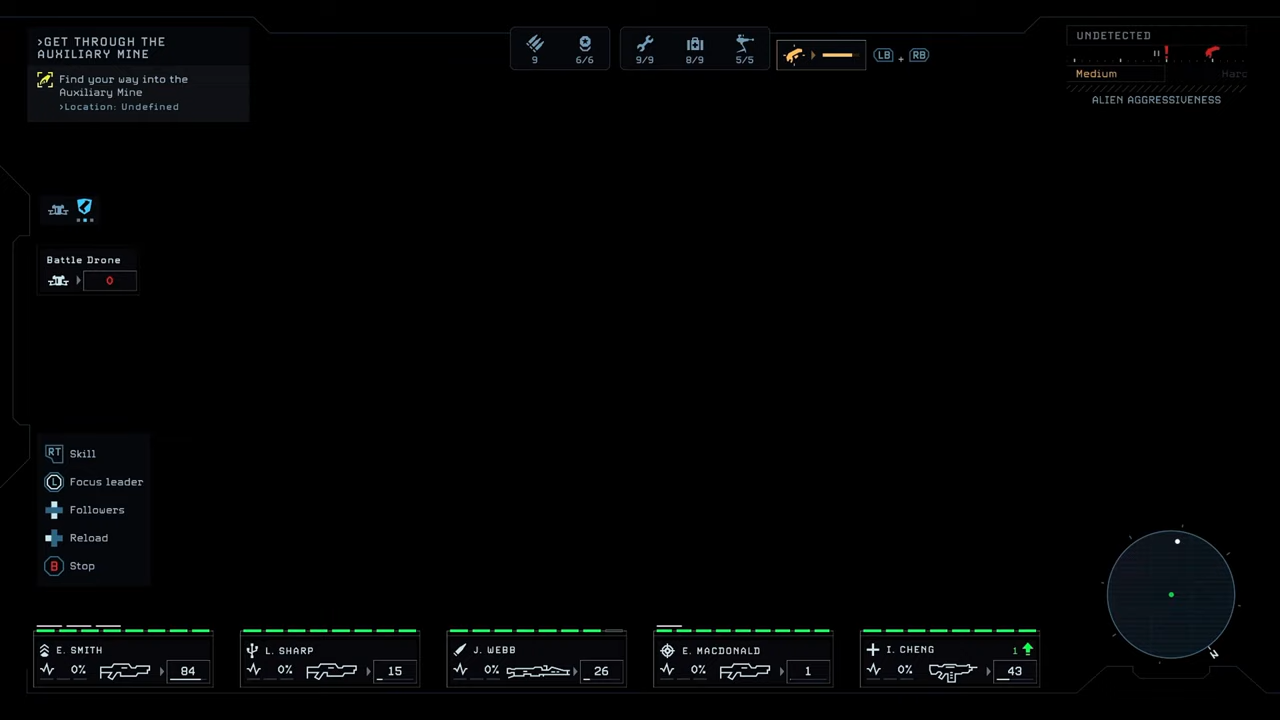 >GET THROUGH THE
AUXILIARY MINE
Find your way into the
Auxiliary Mine
>Location: Undefined
9
6/6
9/9
8/9
5/5
LB + RB
UNDETECTED
Medium
Hard
ALIEN AGGRESSIVENESS
Battle Drone
0
RT Skill
L Focus leader
Followers
Reload
B Stop
E. SMITH
0%
84
L. SHARP
0%
15
J. WEBB
0%
26
E. MACDONALD
0%
1
I. CHENG
1
0%
43
N